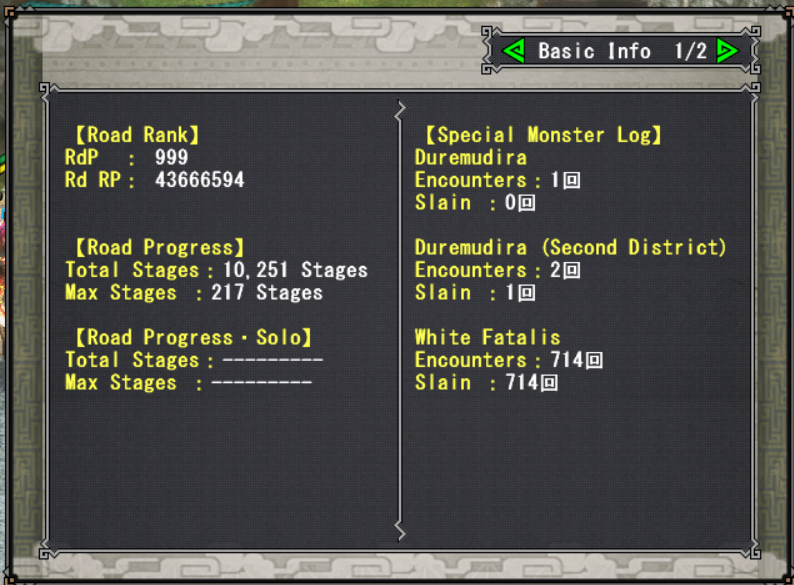 Basic Info 1/2
【Road Rank】
RdP : 999
Rd RP : 43666594
【Road Progress】
Total Stages : 10,251 Stages
Max Stages : 217 Stages
【Road Progress・Solo】
Total Stages : ---------
Max Stages : ---------
【Special Monster Log】
Duremudira
Encounters : 1回
Slain : 0回
Duremudira (Second District)
Encounters : 2回
Slain : 1回
White Fatalis
Encounters : 714回
Slain : 714回